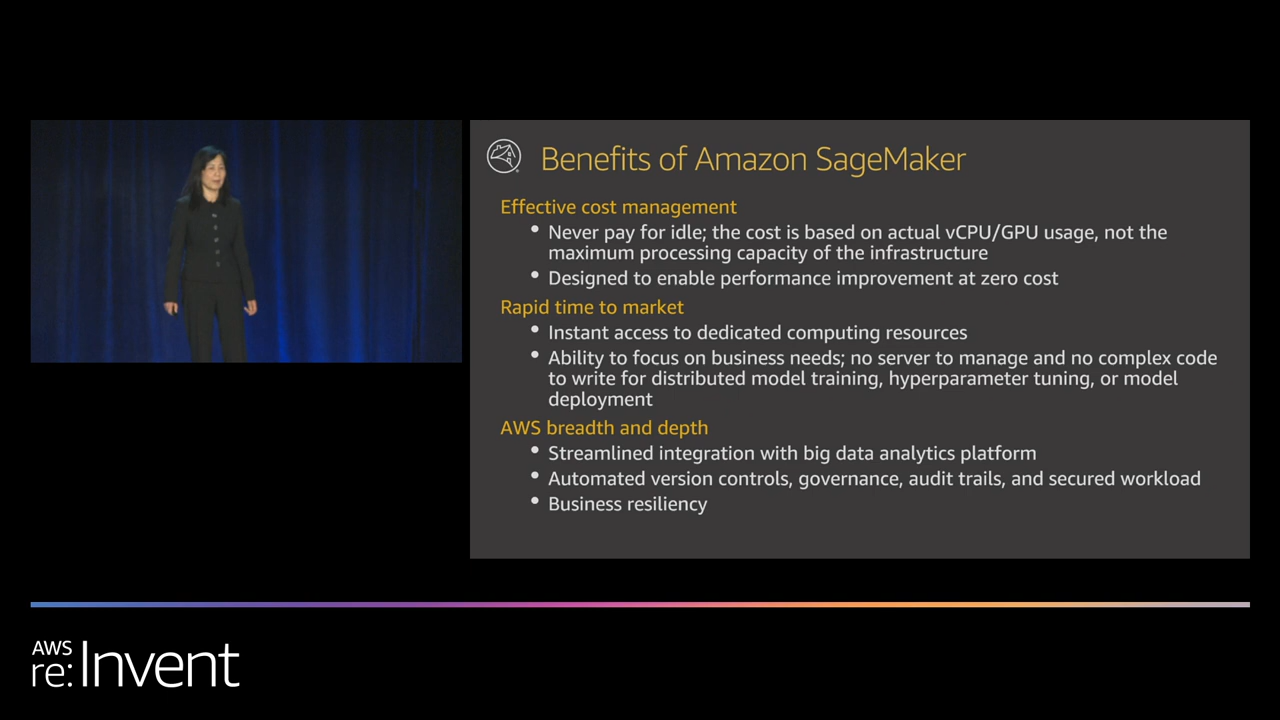 Benefits of Amazon SageMaker
Effective cost management
• Never pay for idle; the cost is based on actual vCPU/GPU usage, not the
maximum processing capacity of the infrastructure
• Designed to enable performance improvement at zero cost
Rapid time to market
• Instant access to dedicated computing resources
• Ability to focus on business needs; no server to manage and no complex code
to write for distributed model training, hyperparameter tuning, or model
deployment
AWS breadth and depth
• Streamlined integration with big data analytics platform
• Automated version controls, governance, audit trails, and secured workload
• Business resiliency
AWS
re:Invent